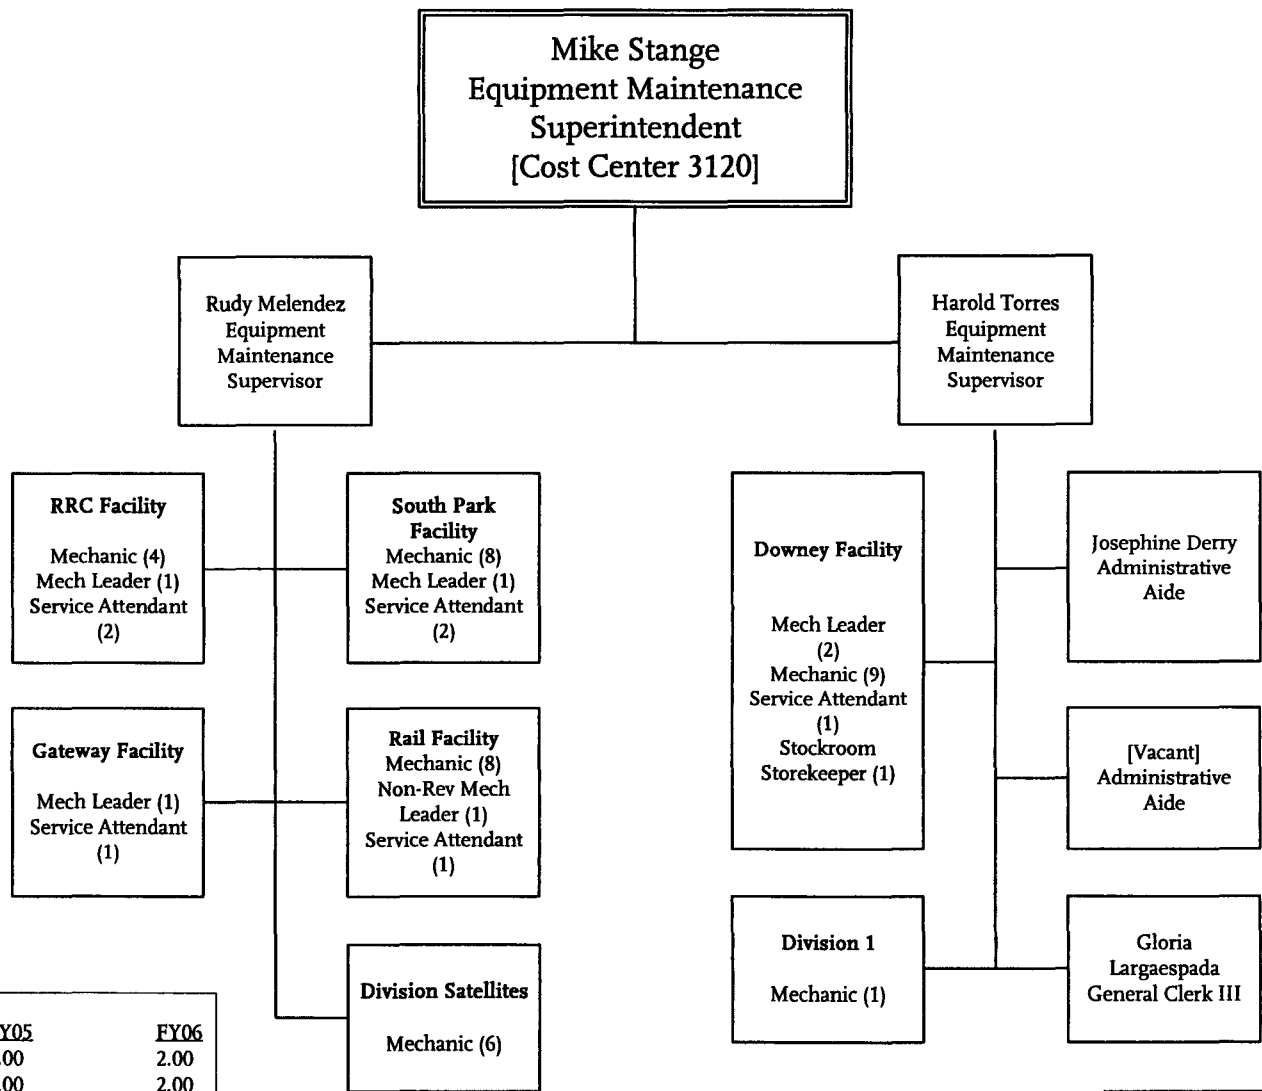 Mike Stange
Equipment Maintenance
Superintendent
[Cost Center 3120]
Rudy Melendez
Equipment
Maintenance
Supervisor
Harold Torres
Equipment
Maintenance
Supervisor
RRC Facility
Mechanic (4)
Mech Leader (1)
Service Attendant
(2)
South Park
Facility
Mechanic (8)
Mech Leader (1)
Service Attendant
(2)
Downey Facility
Mech Leader
(2)
Mechanic (9)
Service Attendant
(1)
Stockroom
Storekeeper (1)
Josephine Derry
Administrative
Aide
Gateway Facility
Mech Leader (1)
Service Attendant
(1)
Rail Facility
Mechanic (8)
Non-Rev Mech
Leader (1)
Service Attendant
(1)
[Vacant]
Administrative
Aide
Division Satellites
Mechanic (6)
Division 1
Mechanic (1)
Gloria
Largaespada
General Clerk III
FY06
2.00
2.00